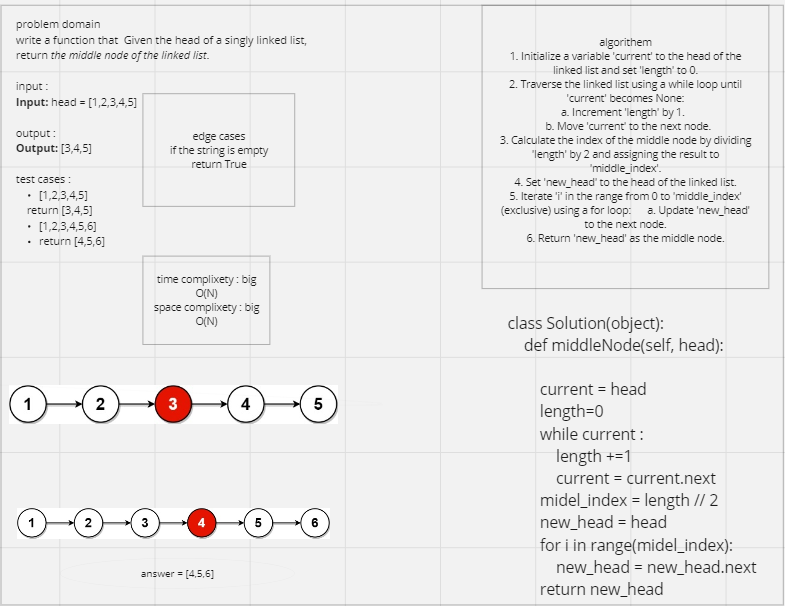 problem domain
write a function that Given the head of a singly linked list,
return the middle node of the linked list.
input :
Input: head = [1,2,3,4,5]
output :
Output: [3,4,5]
test cases :
• [1,2,3,4,5]
return [3,4,5]
• [1,2,3,4,5,6]
• return [4,5,6]
edge cases
if the string is empty
return True
time complixety : big
O(N)
space complixety : big
O(N)
1 2 3 4 5
1 2 3 4 5 6
answer = [4,5,6]
algorithem
1. Initialize a variable 'current' to the head of the
linked list and set 'length' to 0.
2. Traverse the linked list using a while loop until
'current' becomes None:
a. Increment 'length' by 1.
b. Move 'current' to the next node.
3. Calculate the index of the middle node by dividing
'length' by 2 and assigning the result to
'middle_index'.
4. Set 'new_head' to the head of the linked list.
5. Iterate 'i' in the range from 0 to 'middle_index'
(exclusive) using a for loop: a. Update 'new_head'
to the next node.
6. Return 'new_head' as the middle node.
class Solution(object):
def middleNode(self, head):
current = head
length=0
while current :
length +=1
current = current.next
midel_index = length // 2
new_head = head
for i in range(midel_index):
new_head = new_head.next
return new_head